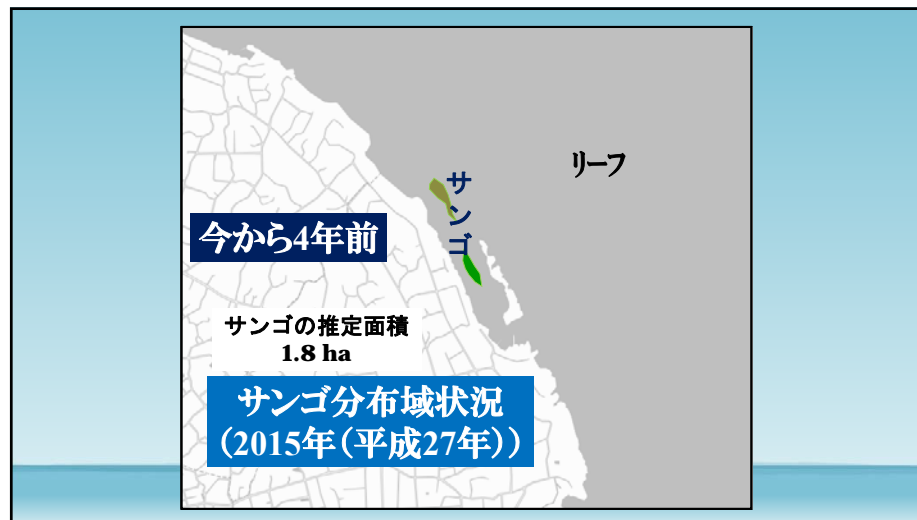 リーフ
サンゴ
今から4年前
サンゴの推定面積
1.8 ha
サンゴ分布域状況
（2015年（平成27年））